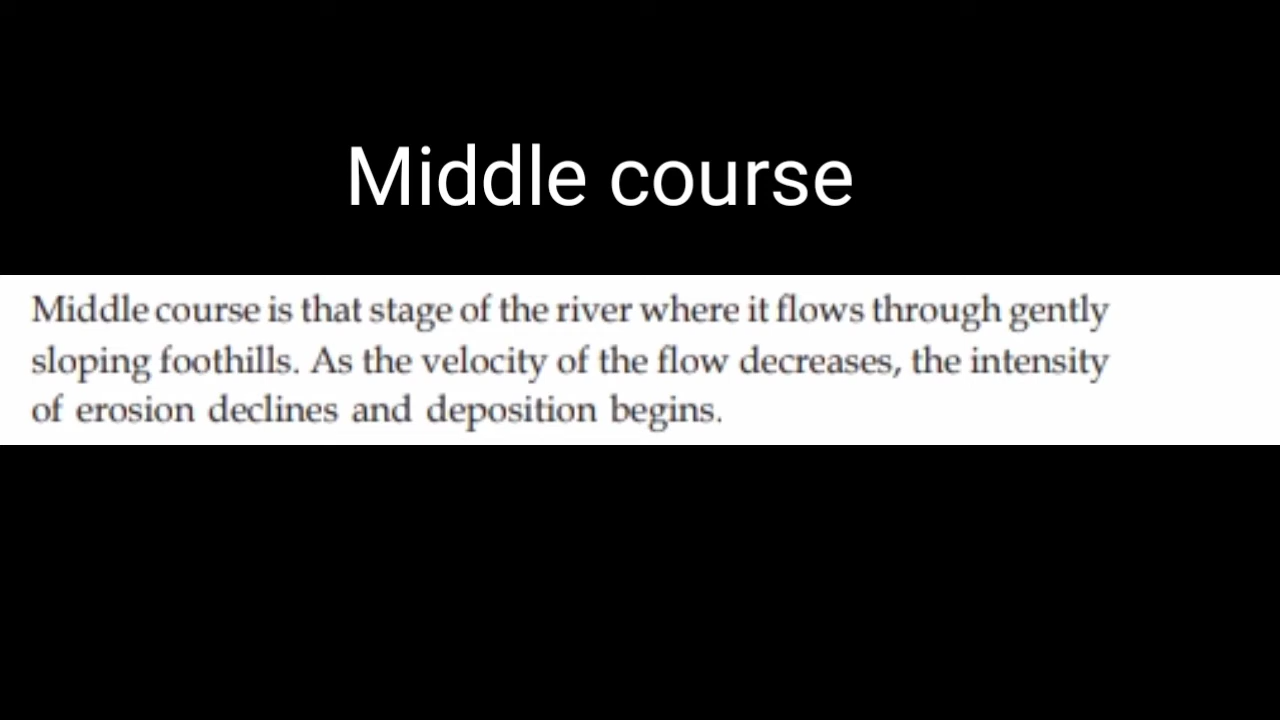 Middle course
Middle course is that stage of the river where it flows through gently
sloping foothills. As the velocity of the flow decreases, the intensity
of erosion declines and deposition begins.